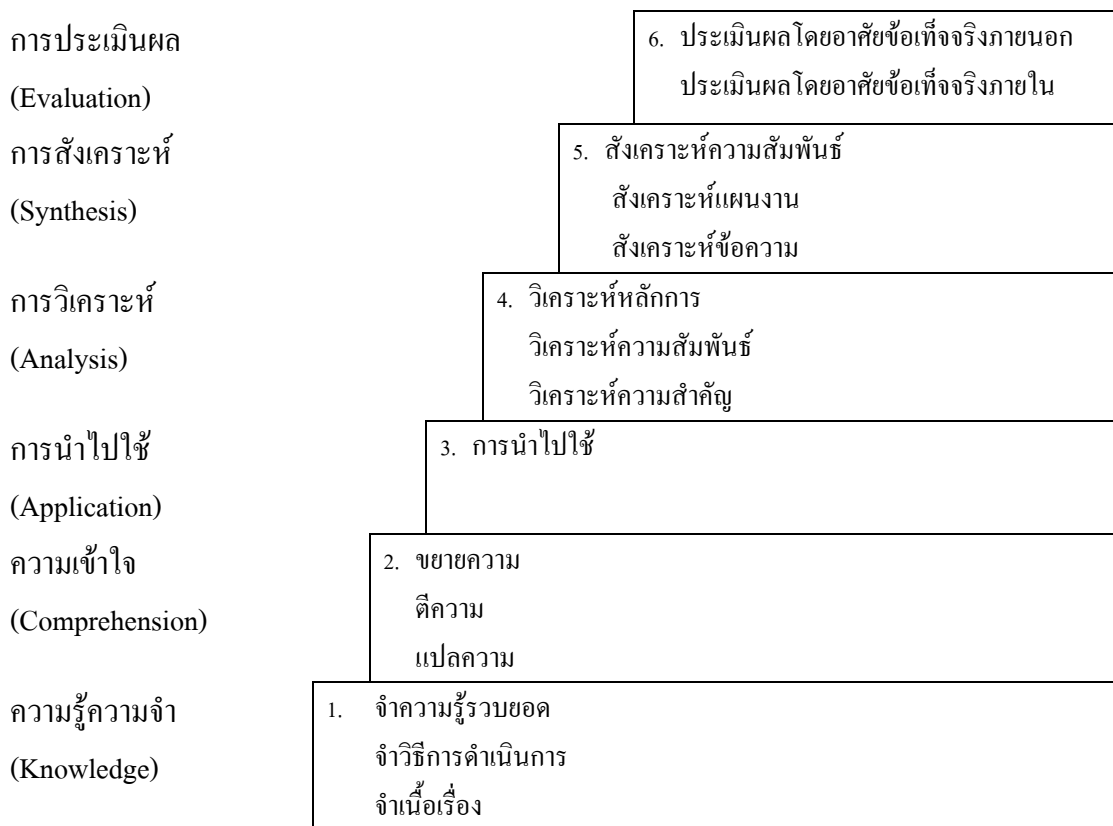 การประเมินผล
(Evaluation)
6. ประเมินผลโดยอาศัยข้อเท็จจริงภายนอก
ประเมินผลโดยอาศัยข้อเท็จจริงภายใน
การสังเคราะห์
(Synthesis)
5. สังเคราะห์ความสัมพันธ์
สังเคราะห์แผนงาน
สังเคราะห์ข้อความ
การวิเคราะห์
(Analysis)
4. วิเคราะห์หลักการ
วิเคราะห์ความสัมพันธ์
วิเคราะห์ความสำคัญ
การนำไปใช้
(Application)
3. การนำไปใช้
ความเข้าใจ
(Comprehension)
2. ขยายความ
ตีความ
แปลความ
ความรู้ความจำ
(Knowledge)
1. จำความรู้รวบยอด
จำวิธีการดำเนินการ
จำเนื้อเรื่อง